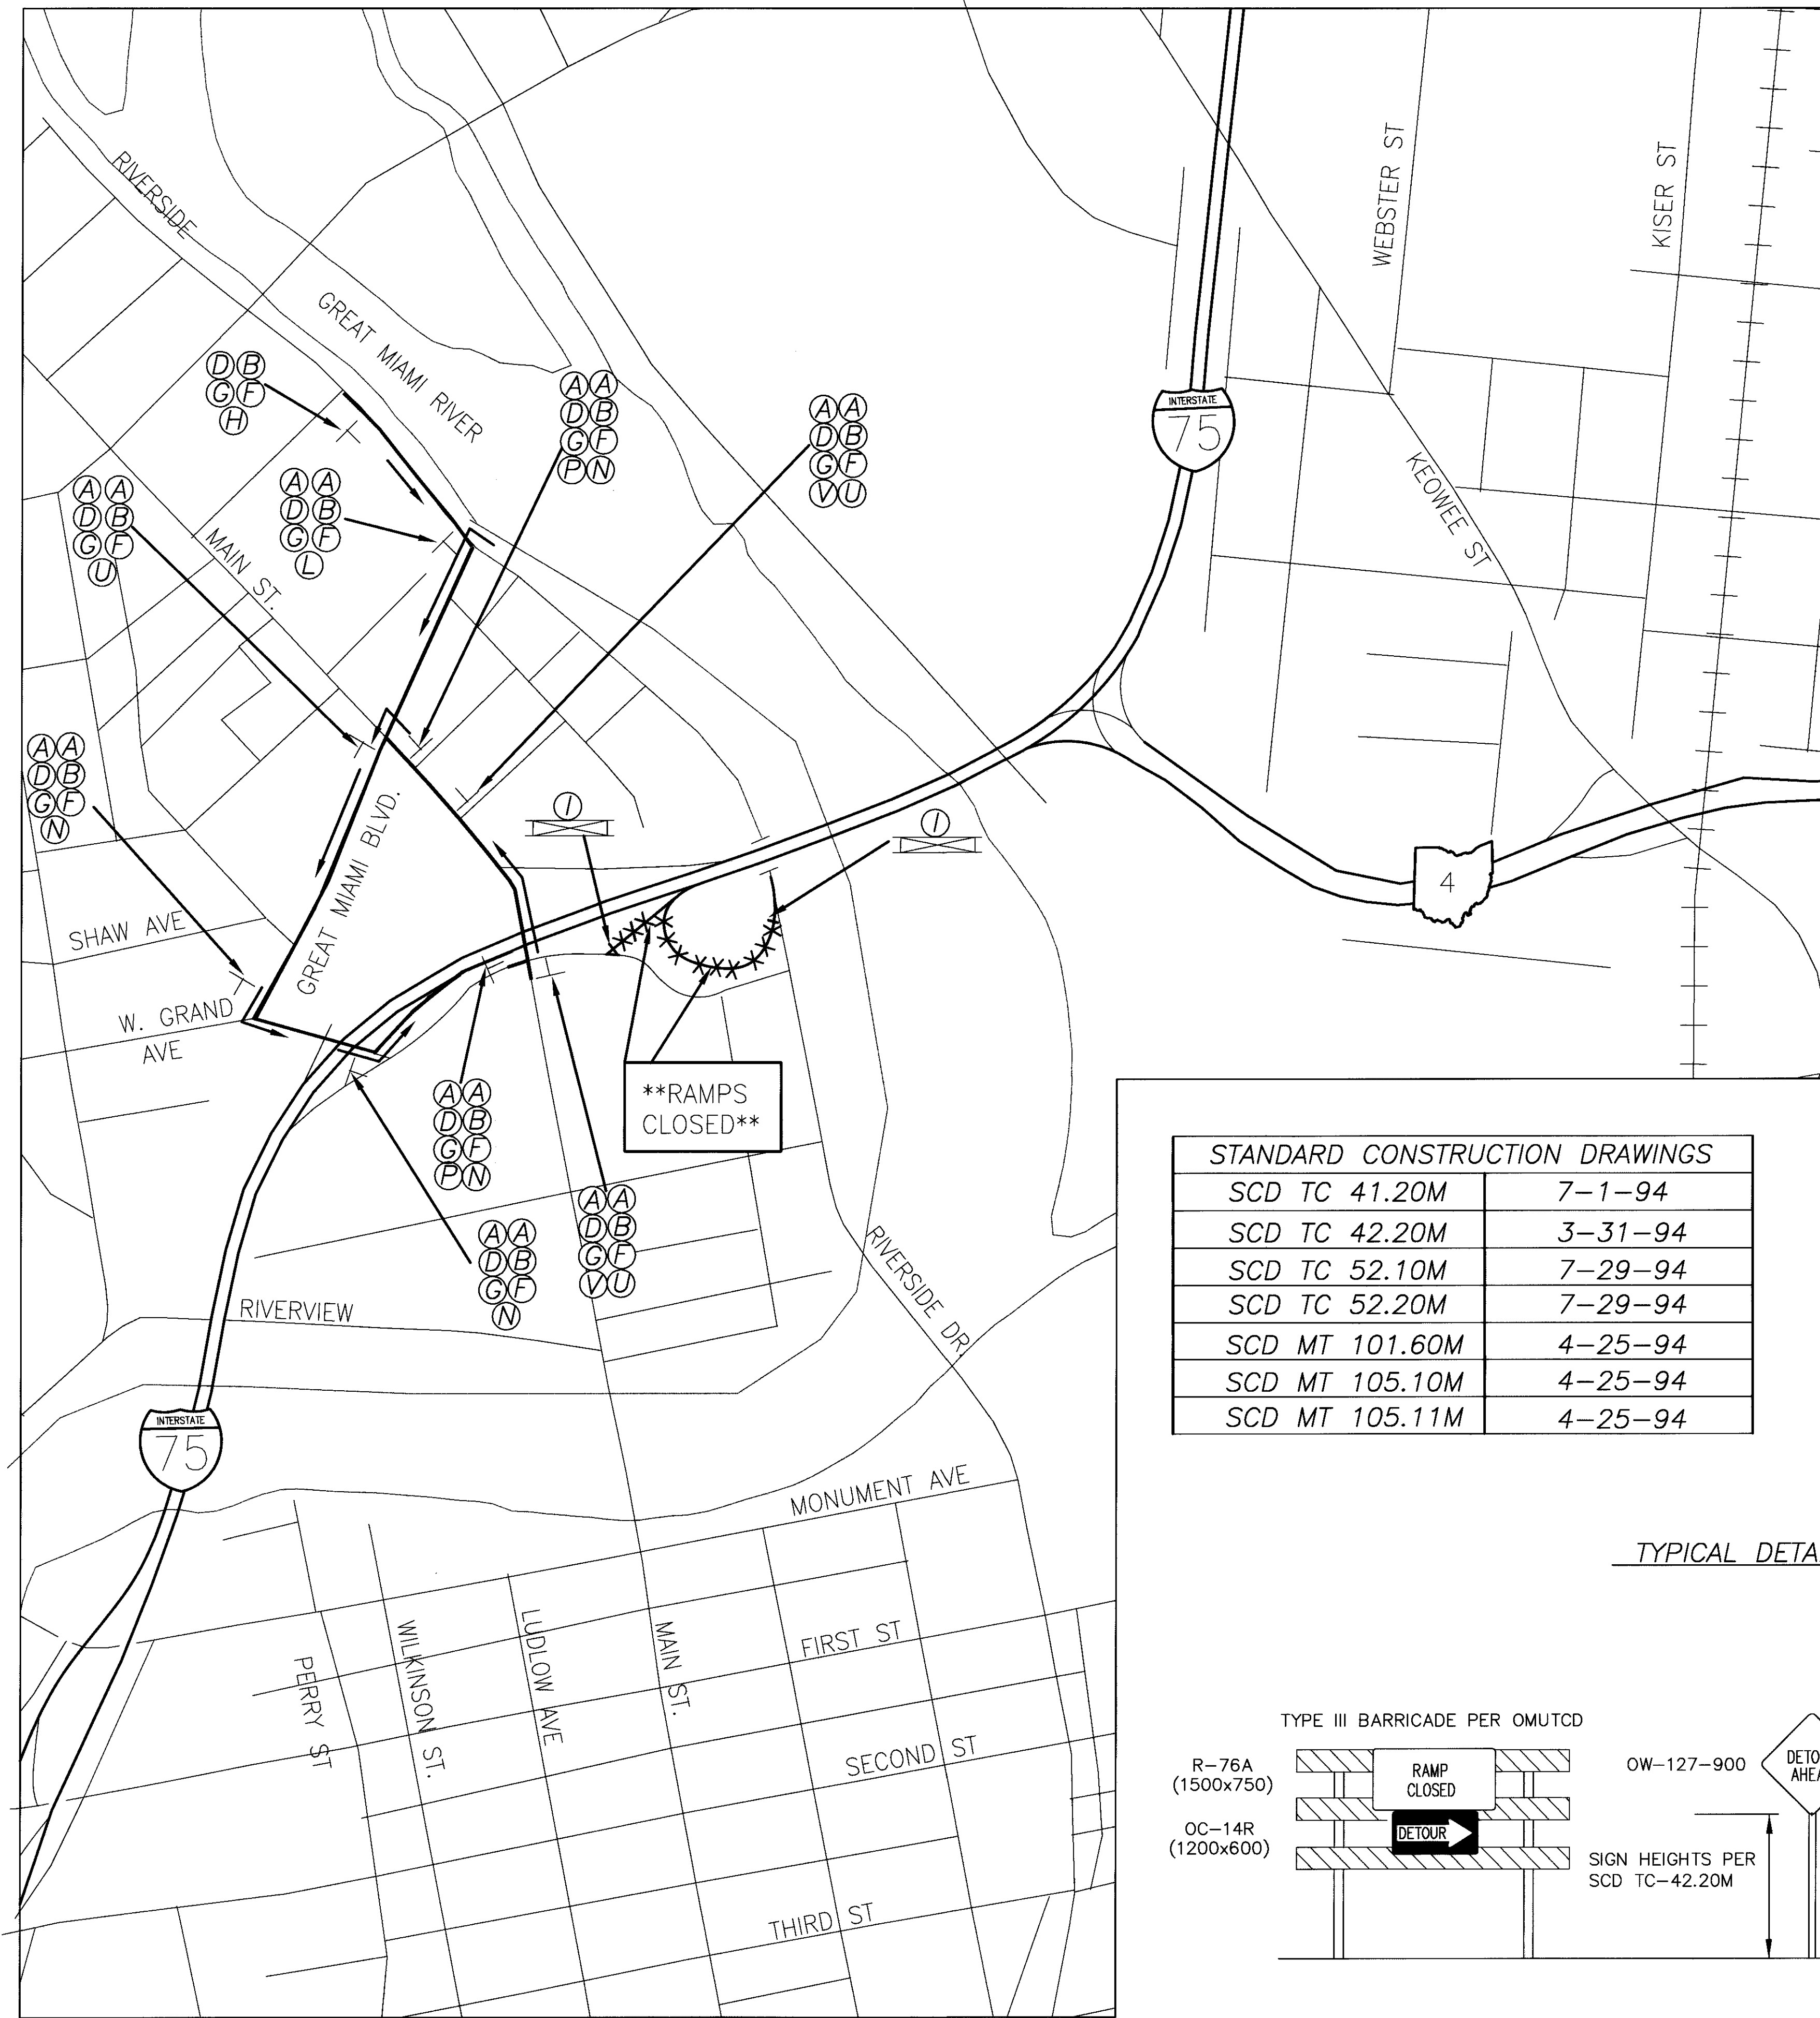 RIVERSIDE
GREAT MIAMI RIVER
WEBSTER ST
KISER ST
INTERSTATE
75
KEOWEE ST
D B
G F
H
A A
D B
G F
P N
A A
D B
G F
V U
A A
D B
G F
U
A A
D B
G F
L
MAIN ST.
A A
D B
G F
N
I
I
GREAT MIAMI BLVD.
SHAW AVE
W. GRAND
AVE
4
**RAMPS
CLOSED**
A A
D B
G F
P N
A A
D B
G F
N
A A
D B
G F
V U
RIVERVIEW
RIVERSIDE DR.
INTERSTATE
75
MONUMENT AVE
FIRST ST
SECOND ST
THIRD ST
PERRY ST
WILKINSON ST.
LUDLOW AVE
MAIN ST.
STANDARD CONSTRUCTION DRAWINGS
SCD TC 41.20M 7-1-94
SCD TC 42.20M 3-31-94
SCD TC 52.10M 7-29-94
SCD TC 52.20M 7-29-94
SCD MT 101.60M 4-25-94
SCD MT 105.10M 4-25-94
SCD MT 105.11M 4-25-94
TYPICAL DETA
TYPE III BARRICADE PER OMUTCD
R-76A
(1500x750)
RAMP
CLOSED
OC-14R
(1200x600)
DETOUR
OW-127-900
DETO
AHEA
SIGN HEIGHTS PER
SCD TC-42.20M